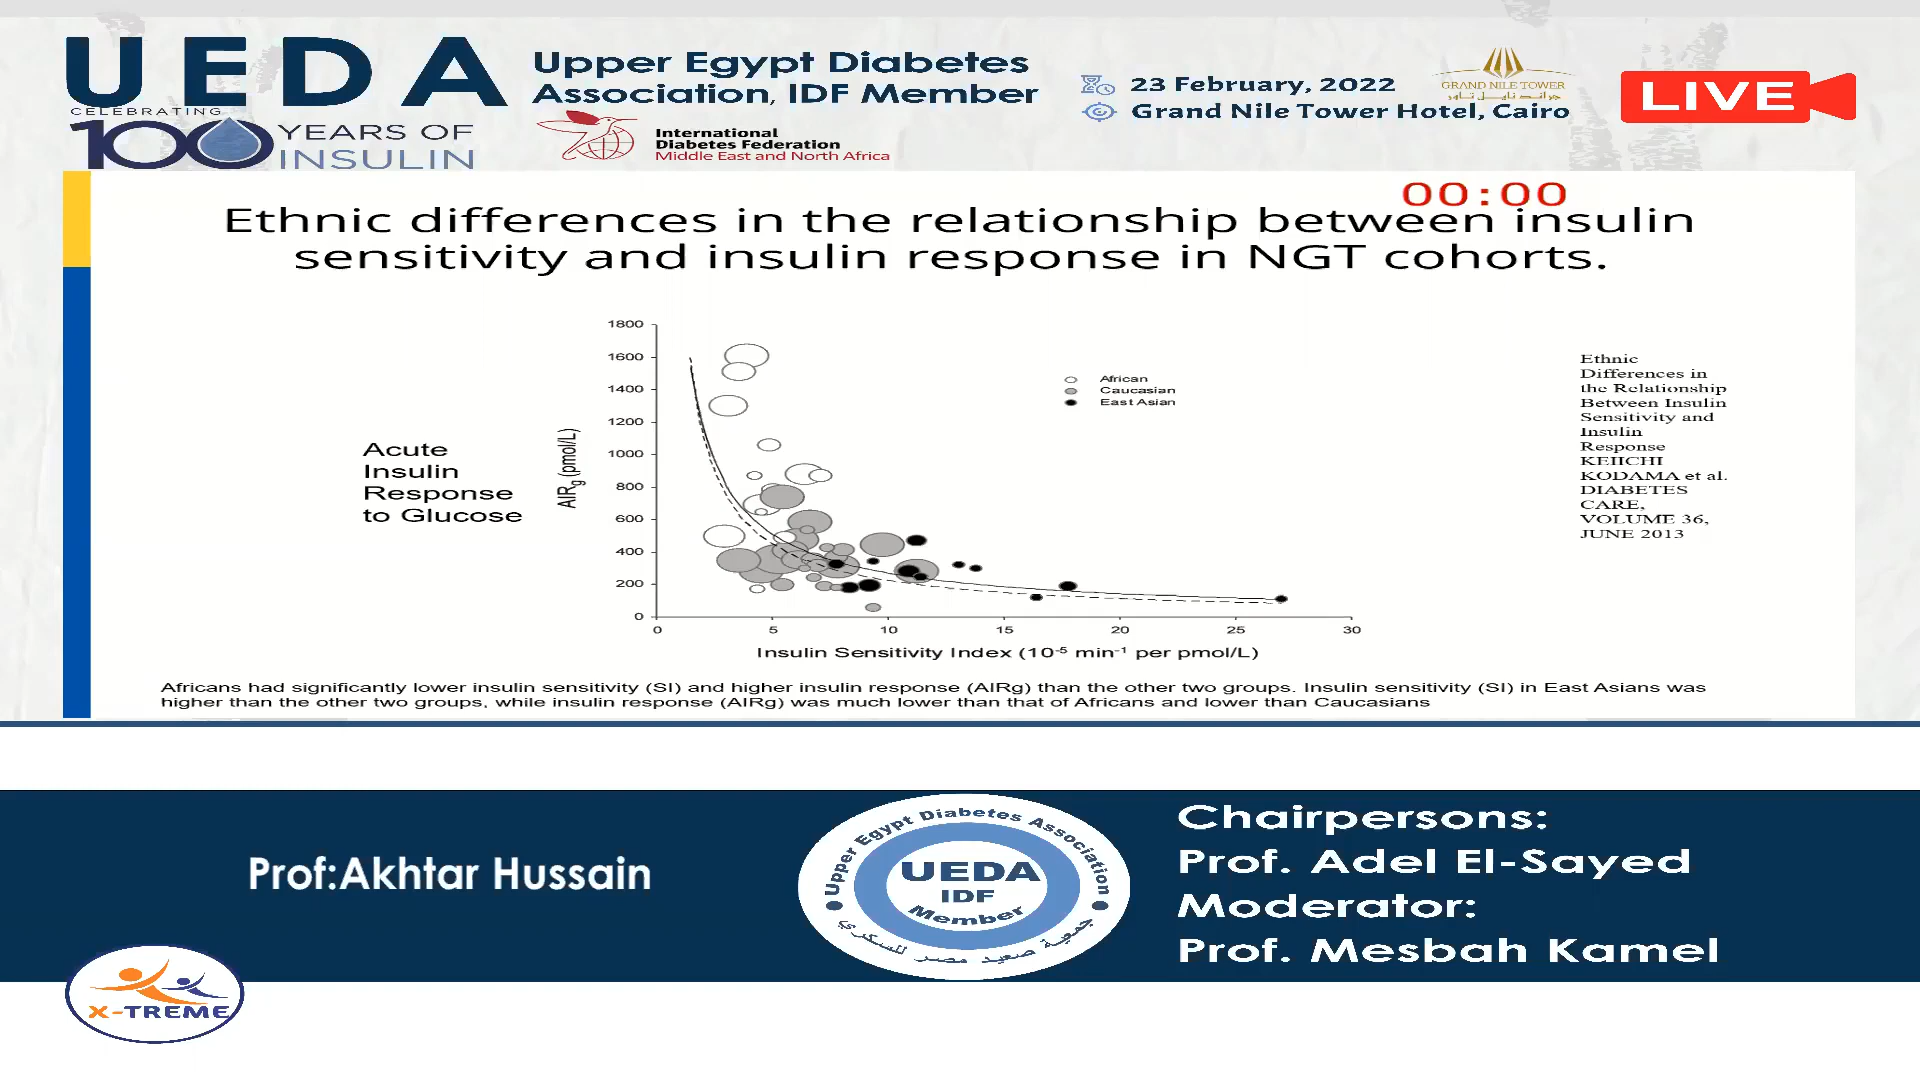 UEDA
CELEBRATING
100 YEARS OF
INSULIN
Upper Egypt Diabetes
Association, IDF Member
International
Diabetes Federation
Middle East and North Africa
23 February, 2022
Grand Nile Tower Hotel, Cairo
GRAND NILE TOWER
جراند نايل تاور
LIVE
00:00
Ethnic differences in the relationship between insulin
sensitivity and insulin response in NGT cohorts.
Acute
Insulin
Response
to Glucose
AIRg (pmol/L)
1800
1600
1400
1200
1000
800
600
400
200
0
0 5 10 15 20 25 30
Insulin Sensitivity Index (10⁻⁵ min⁻¹ per pmol/L)
African
Caucasian
East Asian
Ethnic
Differences in
the Relationship
Between Insulin
Sensitivity and
Insulin
Response
KEIICHI
KODAMA et al.
DIABETES
CARE,
VOLUME 36,
JUNE 2013
Africans had significantly lower insulin sensitivity (SI) and higher insulin response (AIRg) than the other two groups. Insulin sensitivity (SI) in East Asians was
higher than the other two groups, while insulin response (AIRg) was much lower than that of Africans and lower than Caucasians
Prof:Akhtar Hussain
Upper Egypt Diabetes Association
UEDA
IDF
Member
جمعية صعيد مصر للسكري
Chairpersons:
Prof. Adel El-Sayed
Moderator:
Prof. Mesbah Kamel
X-TREME